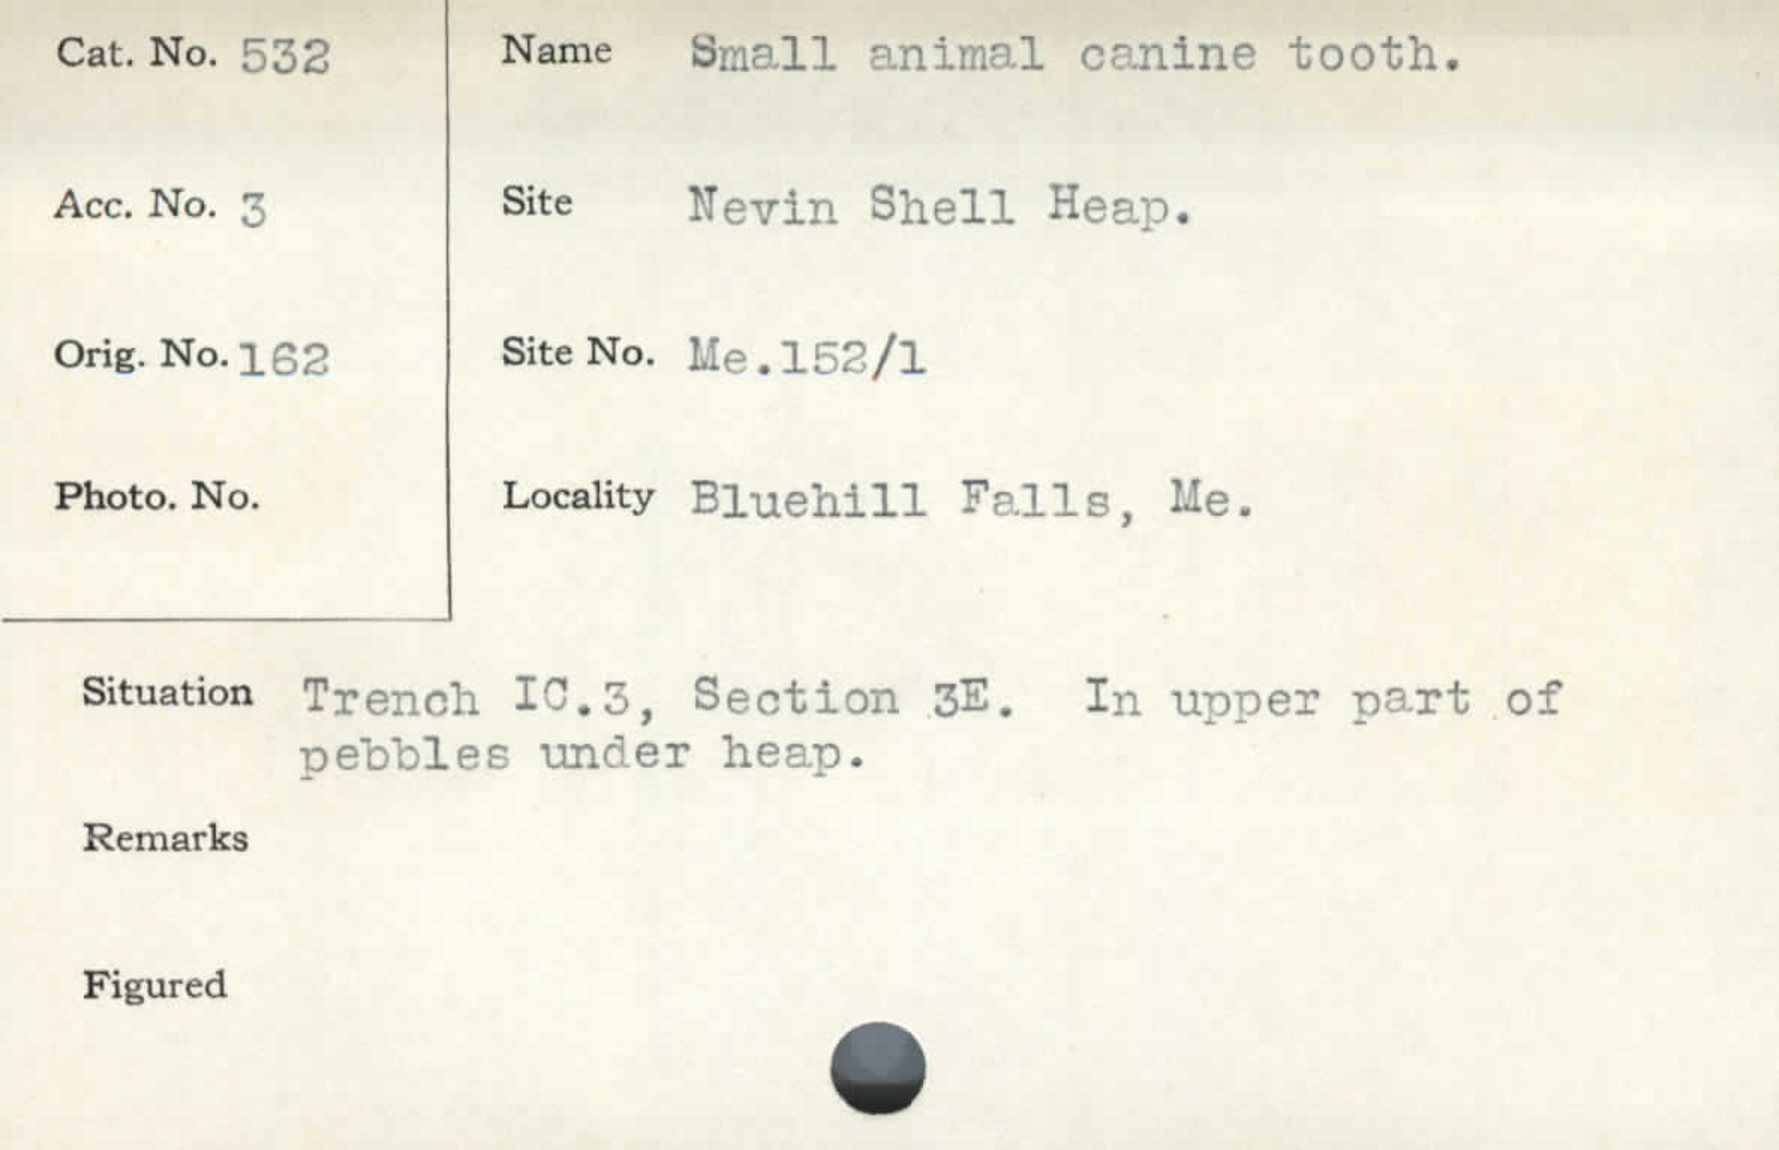 Cat. No. 532
Name Small animal canine tooth.
Acc. No. 3
Site Nevin Shell Heap.
Orig. No. 162
Site No. Me.152/1
Photo. No.
Locality Bluehill Falls, Me.
Situation Trench IC.3, Section 3E. In upper part of
pebbles under heap.
Remarks
Figured